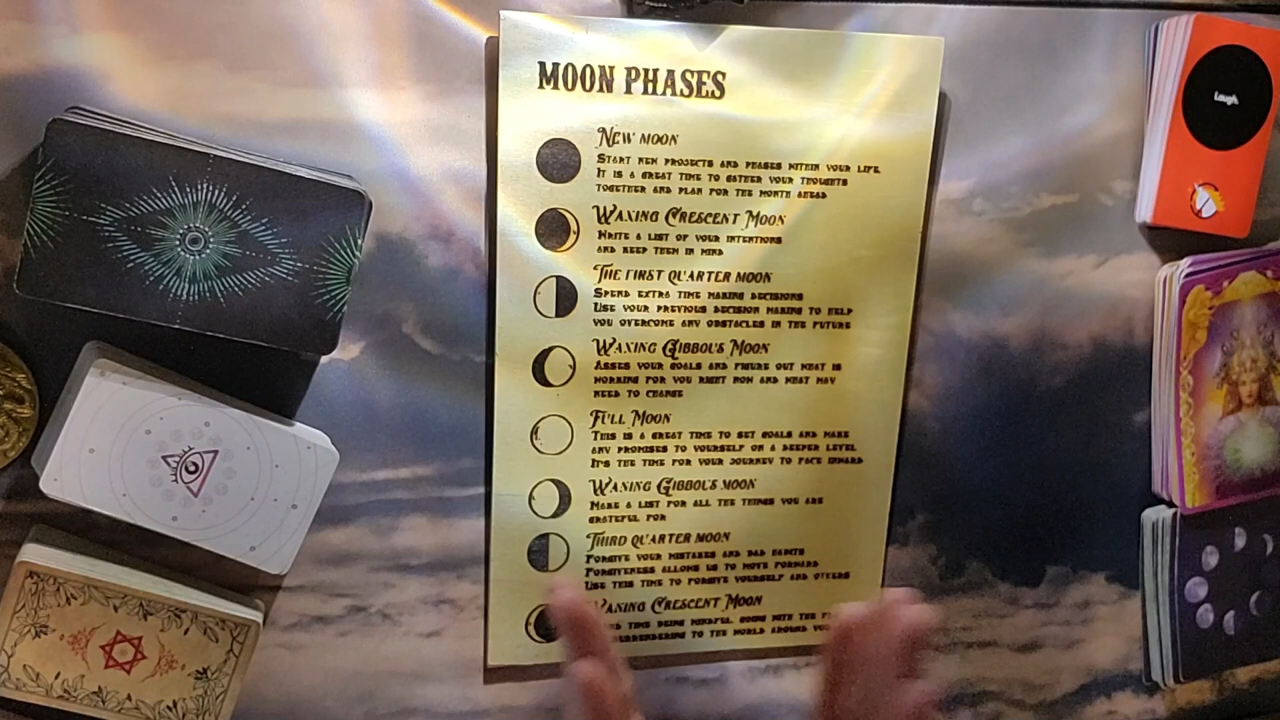 MOON PHASES
NEW MOON
START NEW PROJECTS AND PHASES WITHIN YOUR LIFE.
IT IS A GREAT TIME TO GATHER YOUR THOUGHTS
TOGETHER AND PLAN FOR THE MONTH AHEAD
WAXING CRESCENT MOON
WRITE A LIST OF YOUR INTENTIONS
AND KEEP THEM IN MIND
THE FIRST QUARTER MOON
SPEND EXTRA TIME MAKING DECISIONS
USE YOUR PREVIOUS DECISION MAKING TO HELP
YOU OVERCOME ANY OBSTACLES IN THE FUTURE
WAXING GIBBOUS MOON
ASSES YOUR GOALS AND FIGURE OUT WHAT IS
WORKING FOR YOU RIGHT NOW AND WHAT MAY
NEED TO CHANGE
FULL MOON
THIS IS A GREAT TIME TO SET GOALS AND MAKE
ANY PROMISES TO YOURSELF ON A DEEPER LEVEL
IT'S THE TIME FOR YOUR JOURNEY TO FACE INWARD
WANING GIBBOUS MOON
MAKE A LIST FOR ALL THE THINGS YOU ARE
GRATEFUL FOR
THIRD QUARTER MOON
FORGIVE YOUR MISTAKES AND BAD HABITS
FORGIVENESS ALLOWS US TO MOVE FORWARD
USE THIS TIME TO FORGIVE YOURSELF AND OTHERS
WANING CRESCENT MOON
TIME BEING MINDFUL, GOING WITH THE
SURRENDERING TO THE WORLD AROUND
Laugh